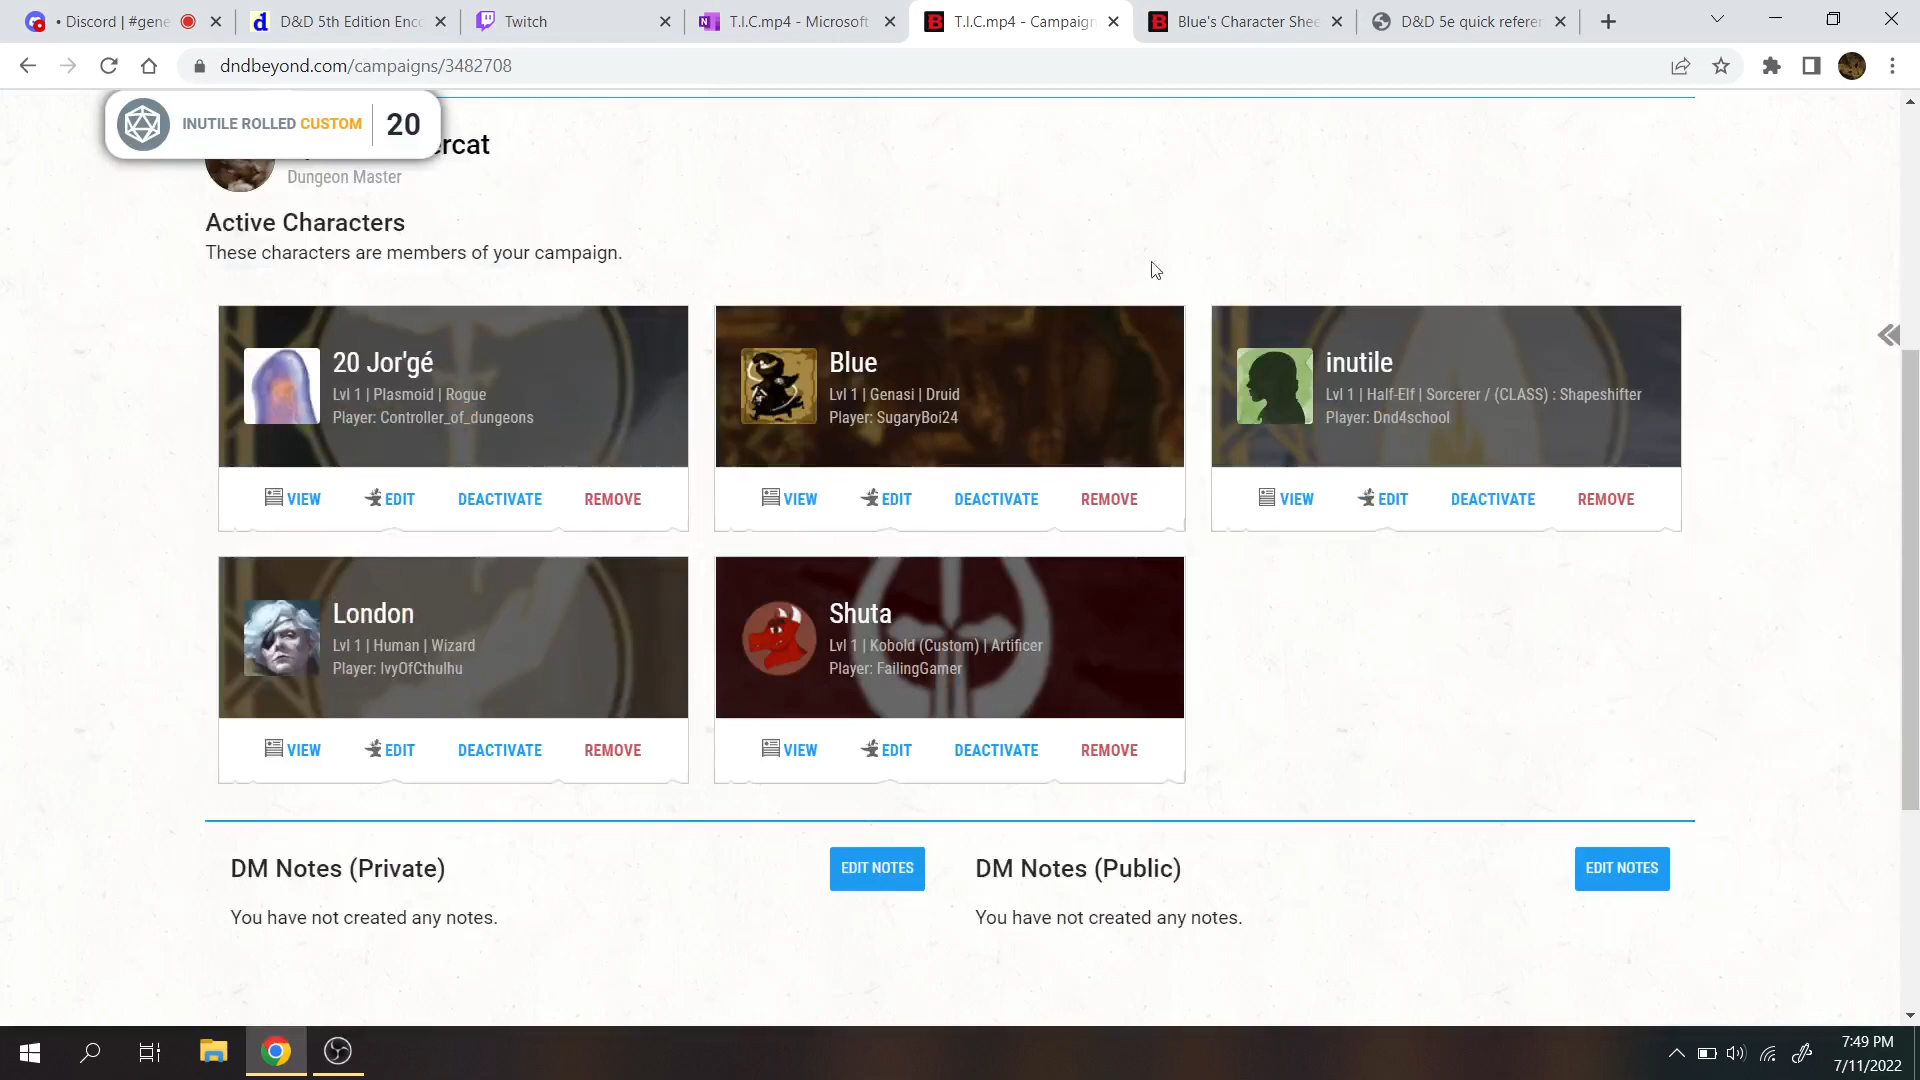 • Discord | #gene
D&D 5th Edition Enco
Twitch
T.I.C.mp4 - Microsoft
T.I.C.mp4 - Campaign
Blue's Character Shee
D&D 5e quick referen
dndbeyond.com/campaigns/3482708
INUTILE ROLLED CUSTOM 20
ercat
Dungeon Master
Active Characters
These characters are members of your campaign.
20 Jor'gé
Lvl 1 | Plasmoid | Rogue
Player: Controller_of_dungeons
VIEW EDIT DEACTIVATE REMOVE
Blue
Lvl 1 | Genasi | Druid
Player: SugaryBoi24
VIEW EDIT DEACTIVATE REMOVE
inutile
Lvl 1 | Half-Elf | Sorcerer / (CLASS) : Shapeshifter
Player: Dnd4school
VIEW EDIT DEACTIVATE REMOVE
London
Lvl 1 | Human | Wizard
Player: IvyOfCthulhu
VIEW EDIT DEACTIVATE REMOVE
Shuta
Lvl 1 | Kobold (Custom) | Artificer
Player: FailingGamer
VIEW EDIT DEACTIVATE REMOVE
DM Notes (Private)
EDIT NOTES
You have not created any notes.
DM Notes (Public)
EDIT NOTES
You have not created any notes.
7:49 PM
7/11/2022